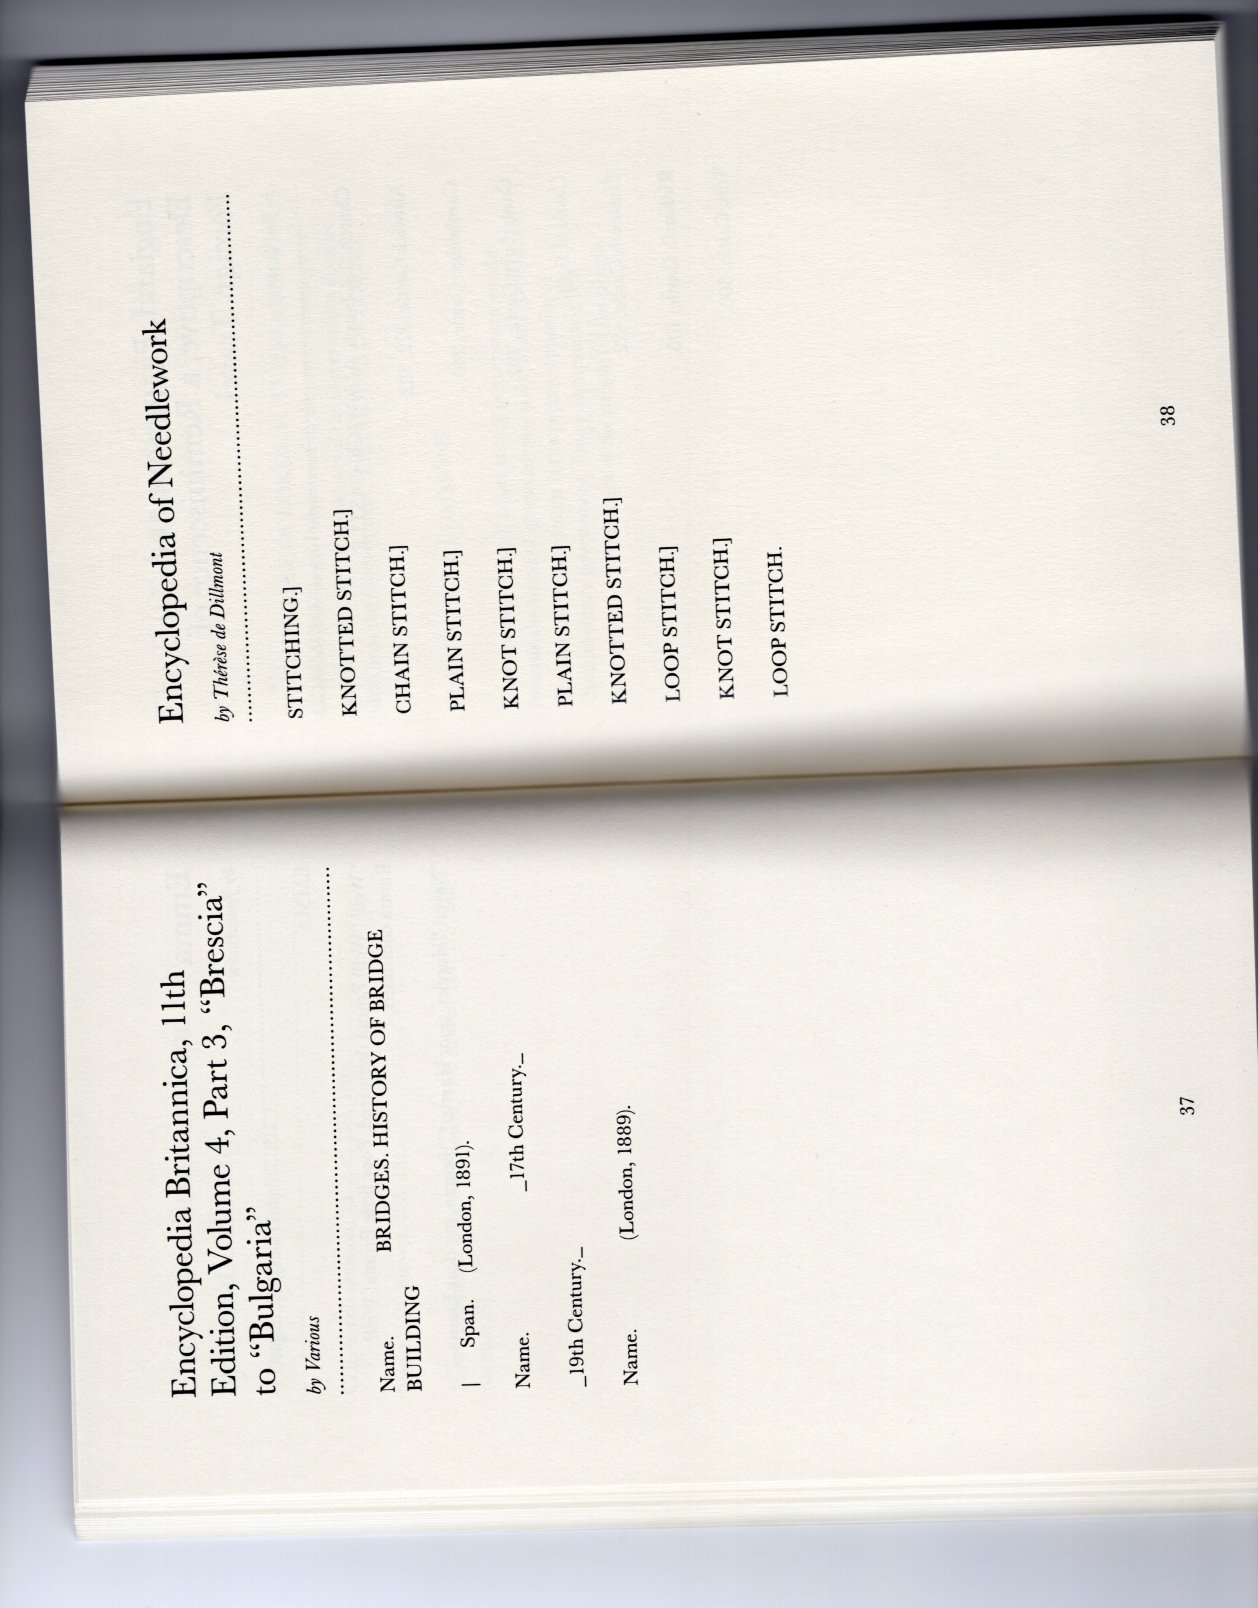 Encyclopedia Britannica, 11th
Edition, Volume 4, Part 3, “Brescia”
to “Bulgaria”
by Various
Name. BRIDGES. HISTORY OF BRIDGE
BUILDING
| Span. (London, 1891).
Name. _17th Century._
_19th Century._
Name. (London, 1889).
37
Encyclopedia of Needlework
by Thérèse de Dillmont
STITCHING.]
KNOTTED STITCH.]
CHAIN STITCH.]
PLAIN STITCH.]
KNOT STITCH.]
PLAIN STITCH.]
KNOTTED STITCH.]
LOOP STITCH.]
KNOT STITCH.]
LOOP STITCH.
38